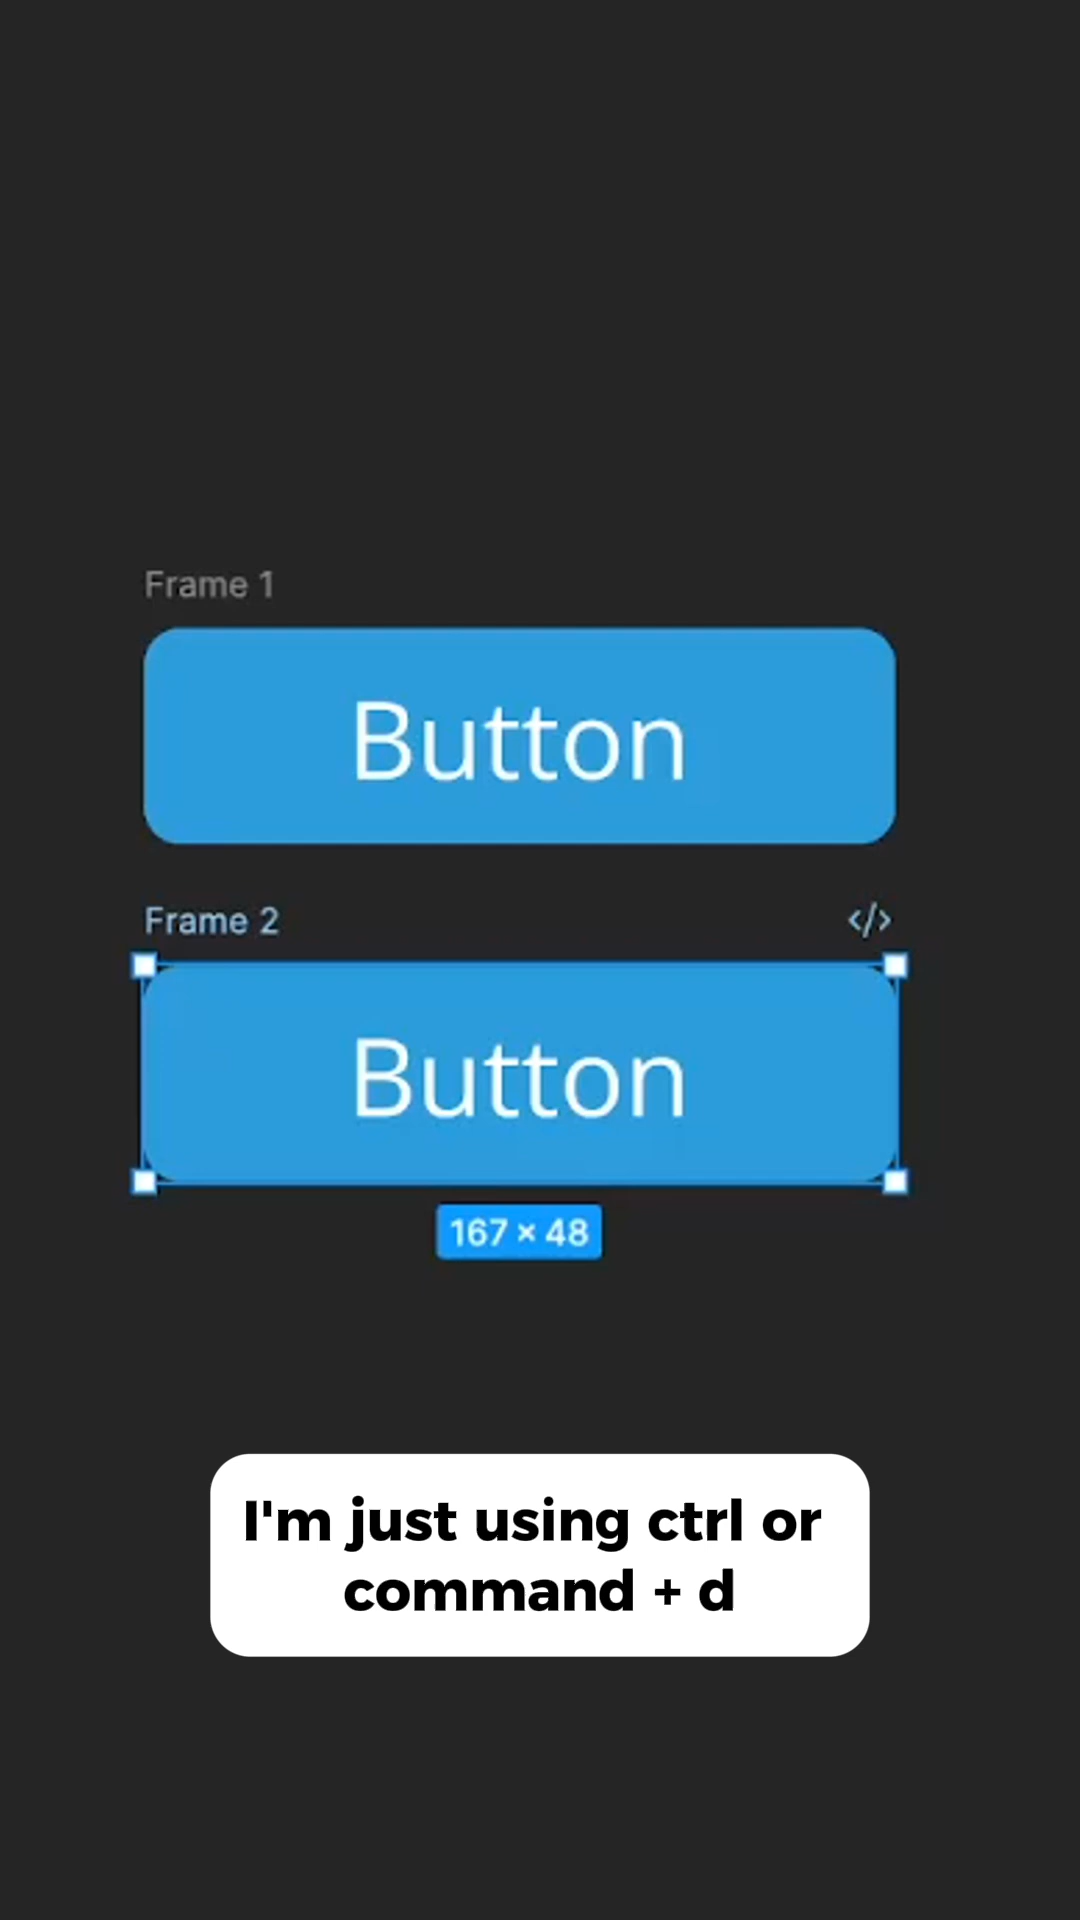 Frame 1
Button
Frame 2 </>
Button
167 × 48
I'm just using ctrl or
command + d